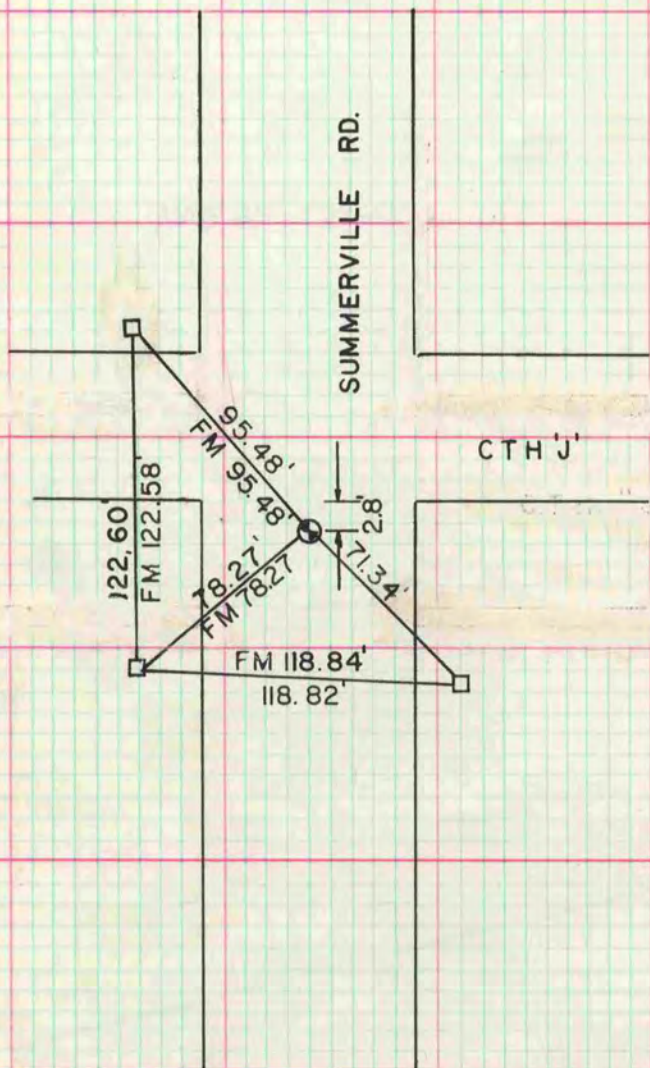 SUMMERVILLE RD.
CTH 'J'
95.48'
FM 95.48'
2.8'
122,60'
FM 122.58'
78.27'
FM 78.27
71.34'
FM 118.84'
118.82'